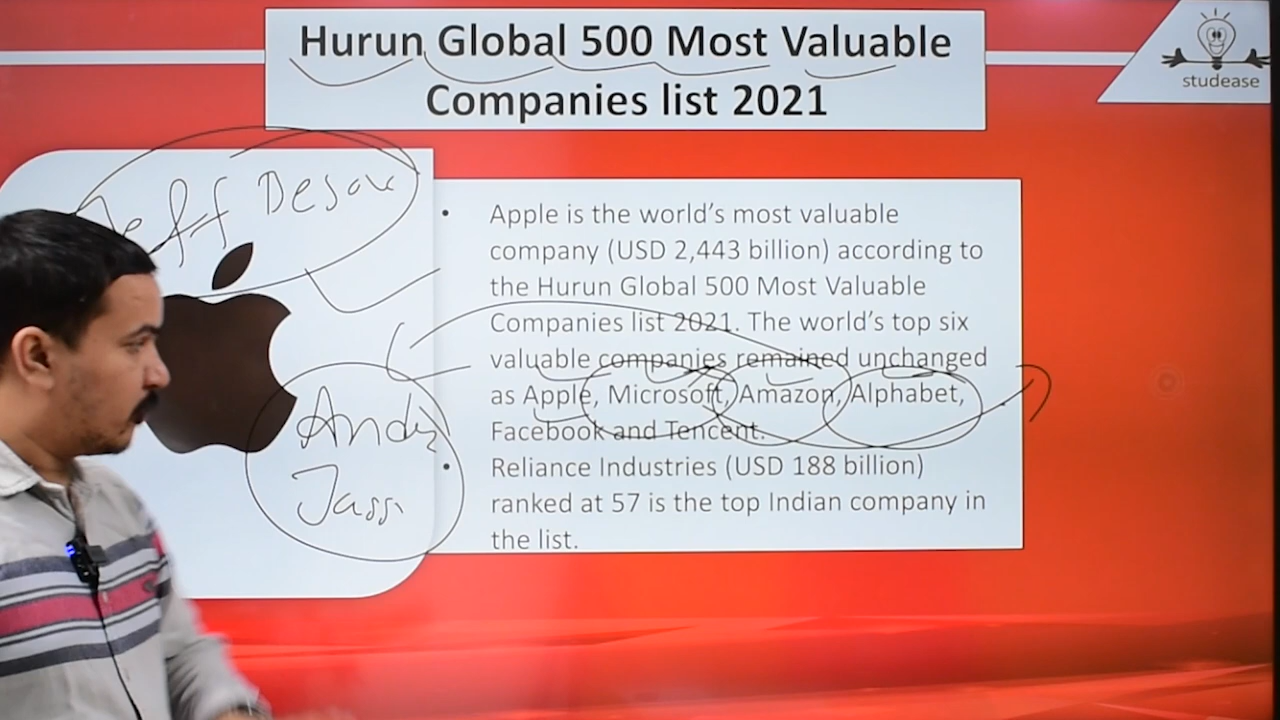 Hurun Global 500 Most Valuable
Companies list 2021
studease
Jeff Besow
• Apple is the world's most valuable
company (USD 2,443 billion) according to
the Hurun Global 500 Most Valuable
Companies list 2021. The world's top six
valuable companies remained unchanged
as Apple, Microsoft, Amazon, Alphabet,
Facebook and Tencent.
• Reliance Industries (USD 188 billion)
ranked at 57 is the top Indian company in
the list.
Andy
Jassi